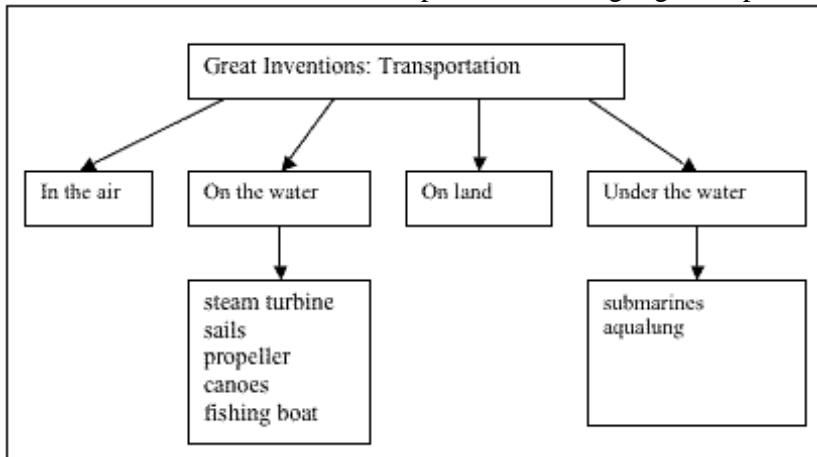 Great Inventions: Transportation
In the air
On the water
On land
Under the water
steam turbine
sails
propeller
canoes
fishing boat
submarines
aqualung